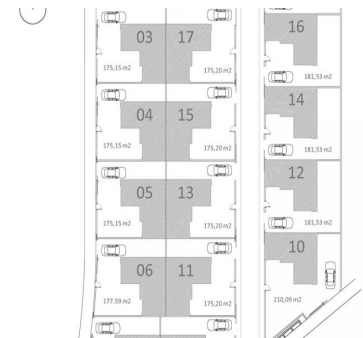 03 17
175,15 m2 175,20 m2
04 15
175,15 m2 175,20 m2
05 13
175,15 m2 175,20 m2
06 11
177.59 m2 175,20 m2
16
181,53 m2
14
181,53 m2
12
181,53 m2
10
210,09 m2